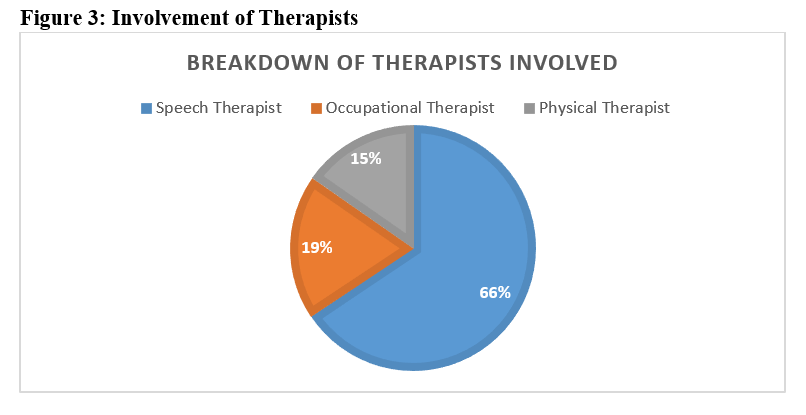 Figure 3: Involvement of Therapists
BREAKDOWN OF THERAPISTS INVOLVED
Speech Therapist Occupational Therapist Physical Therapist
15%
19%
66%